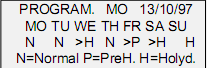 PROGRAM. MO 13/10/97
MO TU WE TH FR SA SU
N N >H N >P >H H
N=Normal P=PreH. H=Holyd.